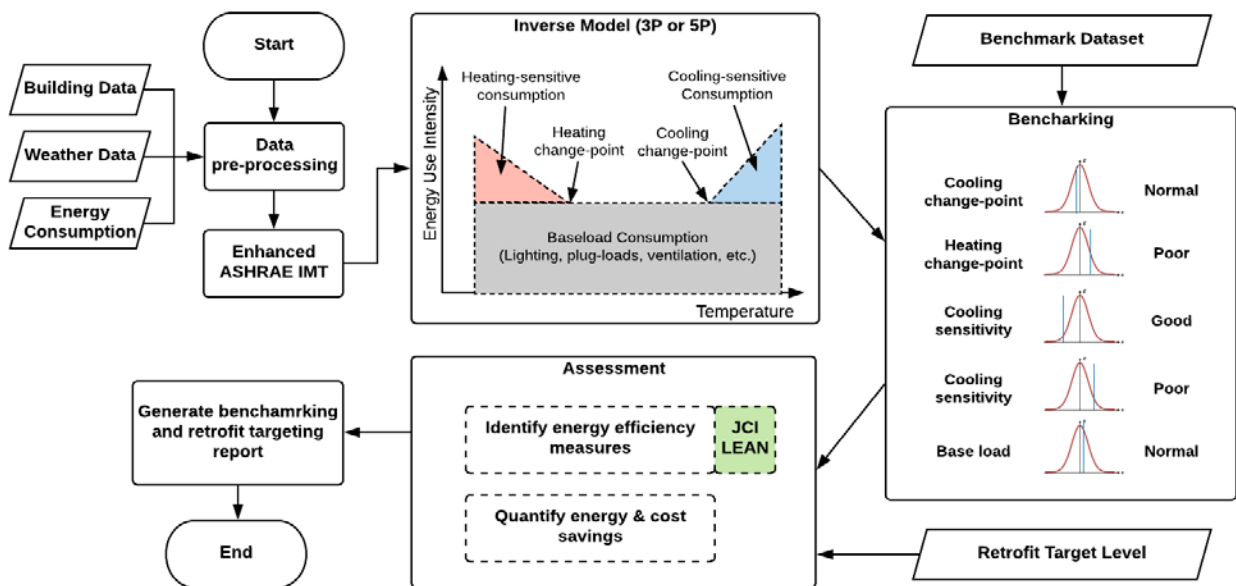 Start
Building Data
Weather Data
Energy
Consumption
Data
pre-processing
Enhanced
ASHRAE IMT
Inverse Model (3P or 5P)
Energy Use Intensity
Heating-sensitive
consumption
Cooling-sensitive
Consumption
Heating
change-point
Cooling
change-point
Baseload Consumption
(Lighting, plug-loads, ventilation, etc.)
Temperature
Benchmark Dataset
Bencharking
Cooling
change-point
Normal
Heating
change-point
Poor
Cooling
sensitivity
Good
Cooling
sensitivity
Poor
Base load
Normal
Retrofit Target Level
Assessment
Identify energy efficiency
measures
JCI
LEAN
Quantify energy & cost
savings
Generate benchamrking
and retrofit targeting
report
End